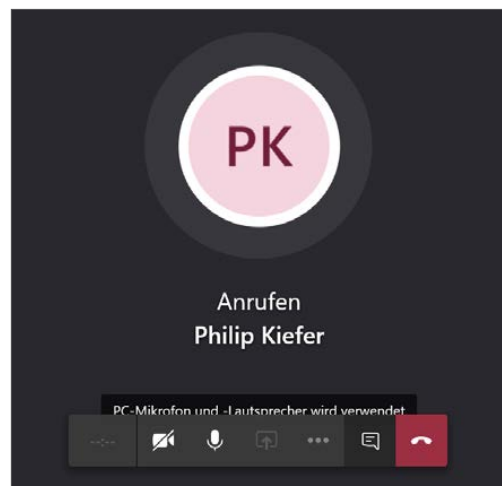 PK
Anrufen
Philip Kiefer
PC-Mikrofon und -Lautsprecher wird verwendet
--:--